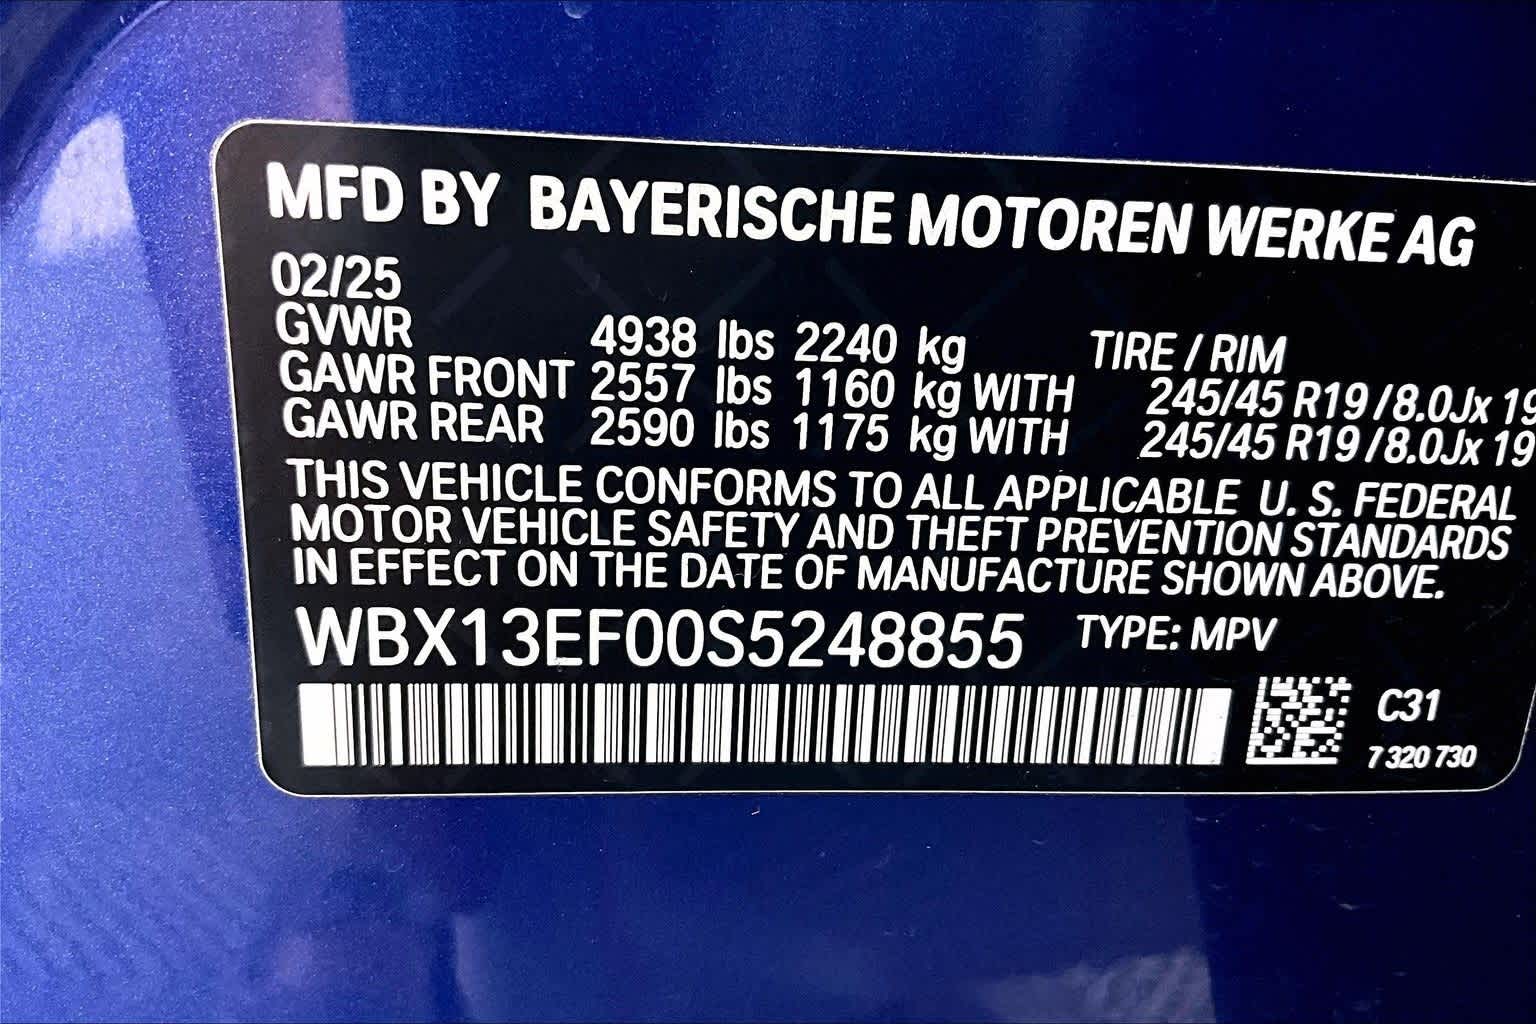 MFD BY BAYERISCHE MOTOREN WERKE AG
02/25
GVWR 4938 lbs 2240 kg TIRE / RIM
GAWR FRONT 2557 lbs 1160 kg WITH 245/45 R19 / 8.0Jx 19
GAWR REAR 2590 lbs 1175 kg WITH 245/45 R19 / 8.0Jx 19
THIS VEHICLE CONFORMS TO ALL APPLICABLE U. S. FEDERAL
MOTOR VEHICLE SAFETY AND THEFT PREVENTION STANDARDS
IN EFFECT ON THE DATE OF MANUFACTURE SHOWN ABOVE.
WBX13EF00S5248855 TYPE: MPV
C31
7 320 730